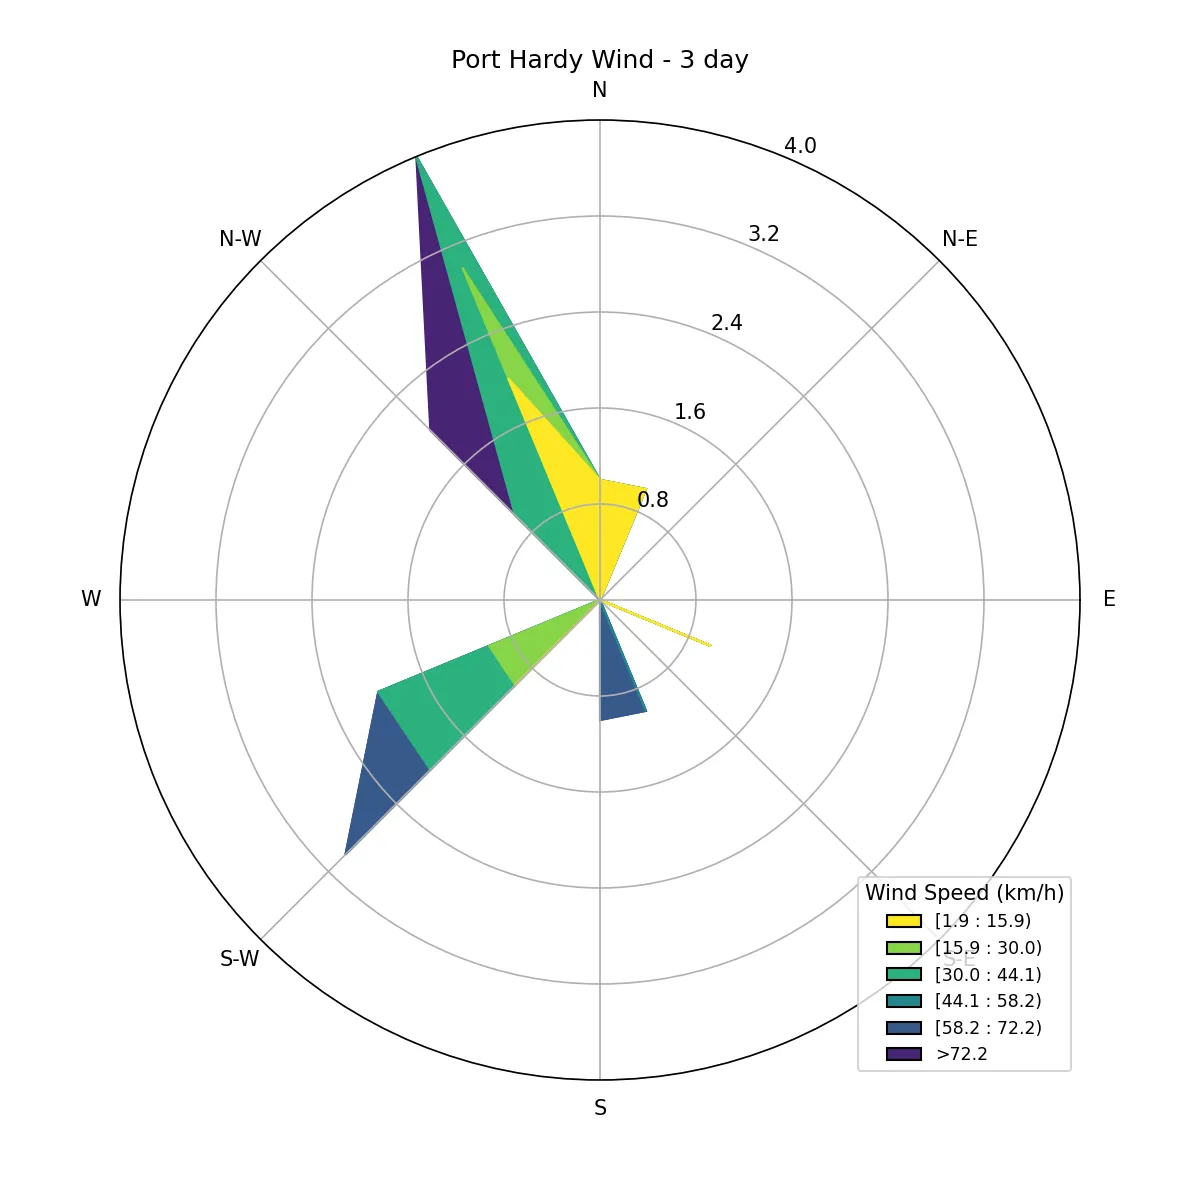 Port Hardy Wind - 3 day
N
4.0
N-W
3.2
N-E
2.4
1.6
0.8
W
E
Wind Speed (km/h)
[1.9 : 15.9)
[15.9 : 30.0)
S-W
S-E
[30.0 : 44.1)
[44.1 : 58.2)
[58.2 : 72.2)
>72.2
S